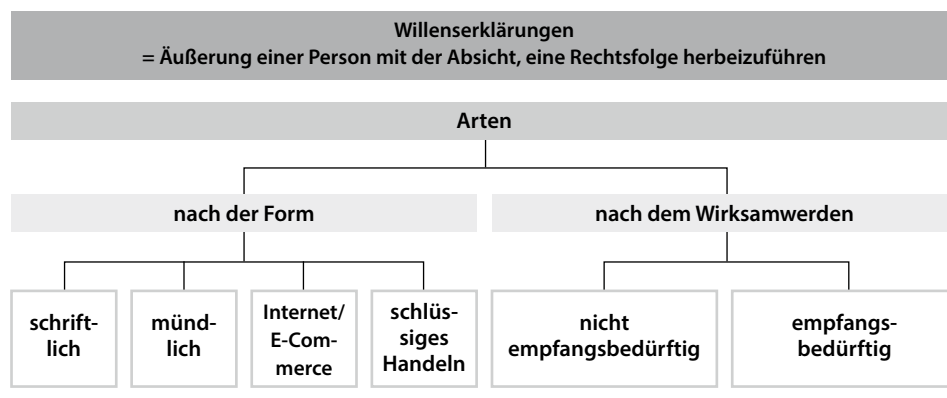 Willenserklärungen
= Äußerung einer Person mit der Absicht, eine Rechtsfolge herbeizuführen
Arten
nach der Form
nach dem Wirksamwerden
schrift-
lich
münd-
lich
Internet/
E-Com-
merce
schlüs-
siges
Handeln
nicht
empfangsbedürftig
empfangs-
bedürftig